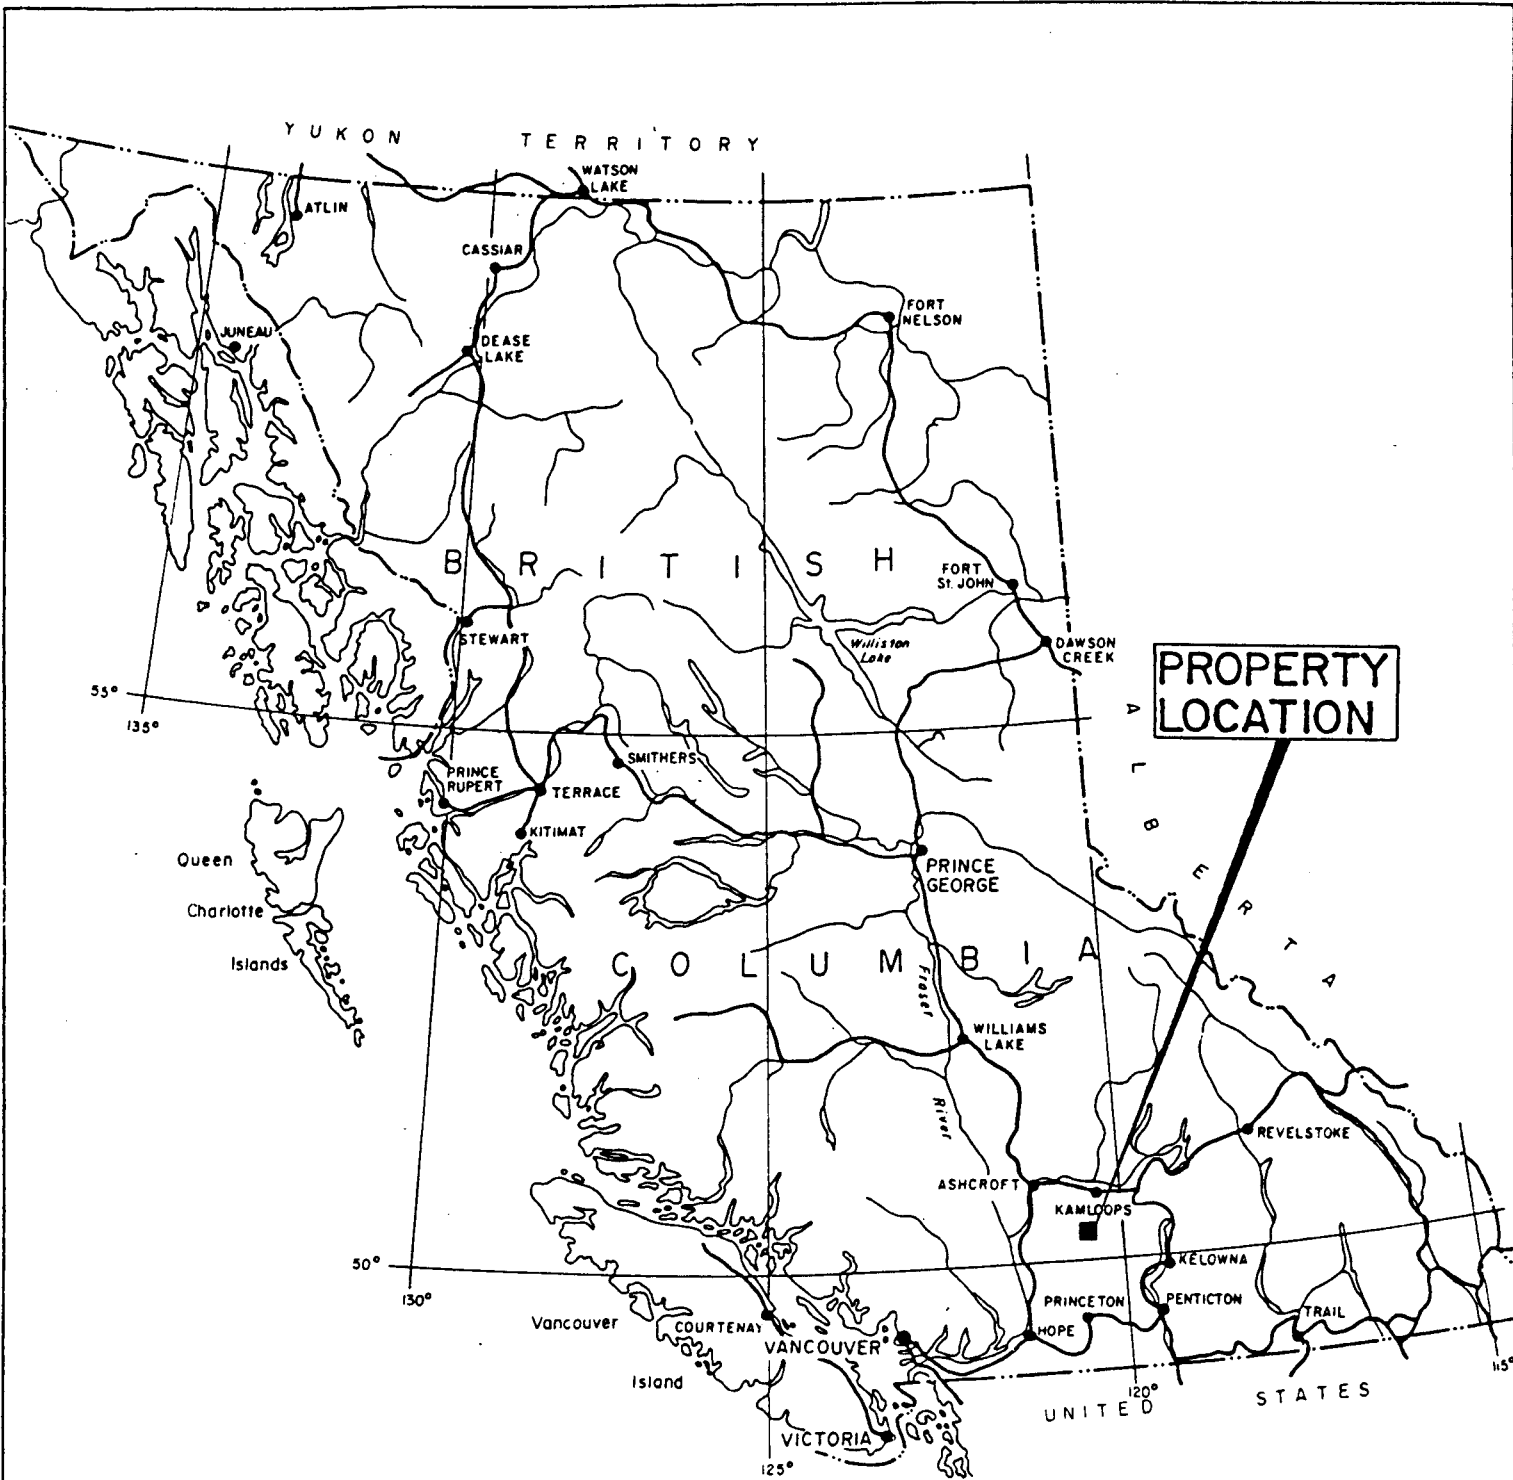 YUKON TERRITORY
WATSON
LAKE
ATLIN
CASSIAR
FORT
NELSON
JUNEAU
DEASE
LAKE
BRITISH
FORT
St. JOHN
STEWART
Williston
Lake
DAWSON
CREEK
PROPERTY
LOCATION
55°
135°
ALBERTA
PRINCE
RUPERT
SMITHERS
TERRACE
KITIMAT
PRINCE
GEORGE
Queen
Charlotte
Islands
COLUMBIA
Fraser
River
WILLIAMS
LAKE
REVELSTOKE
ASHCROFT
KAMLOOPS
50°
130°
KELOWNA
PRINCETON
PENTICTON
TRAIL
HOPE
Vancouver
Island
COURTENAY
VANCOUVER
VICTORIA
125°
120°
115°
UNITED STATES